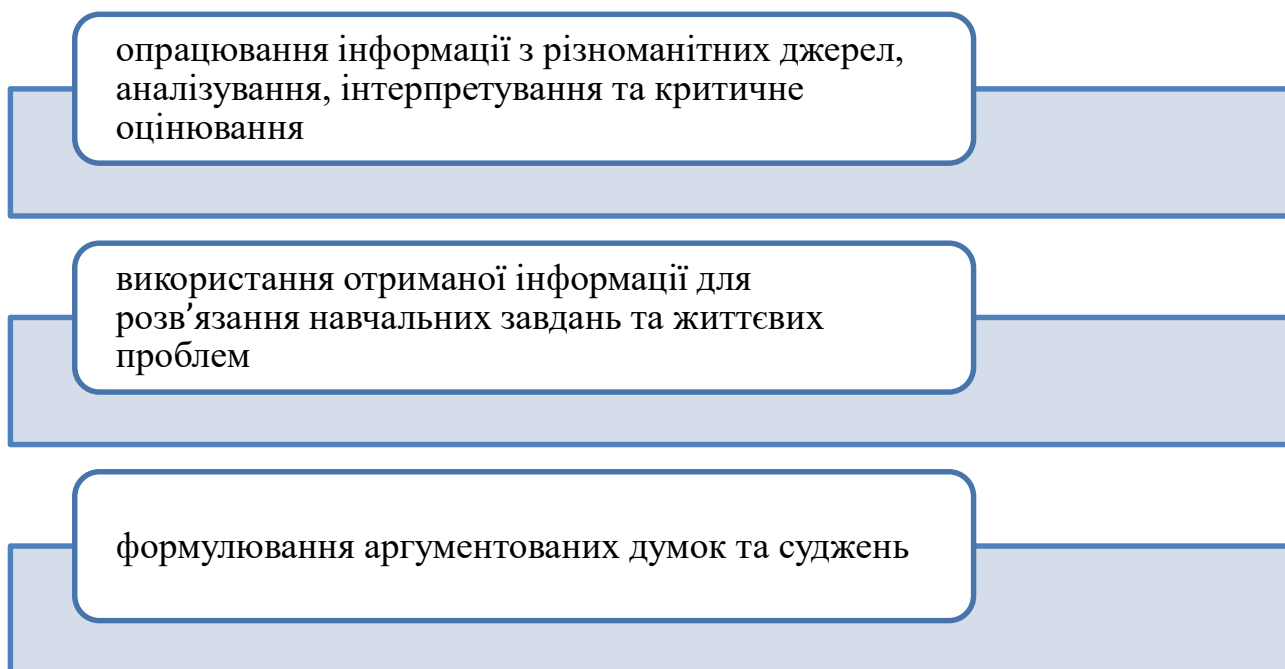 опрацювання інформації з різноманітних джерел,
аналізування, інтерпретування та критичне
оцінювання
використання отриманої інформації для
розв’язання навчальних завдань та життєвих
проблем
формулювання аргументованих думок та суджень